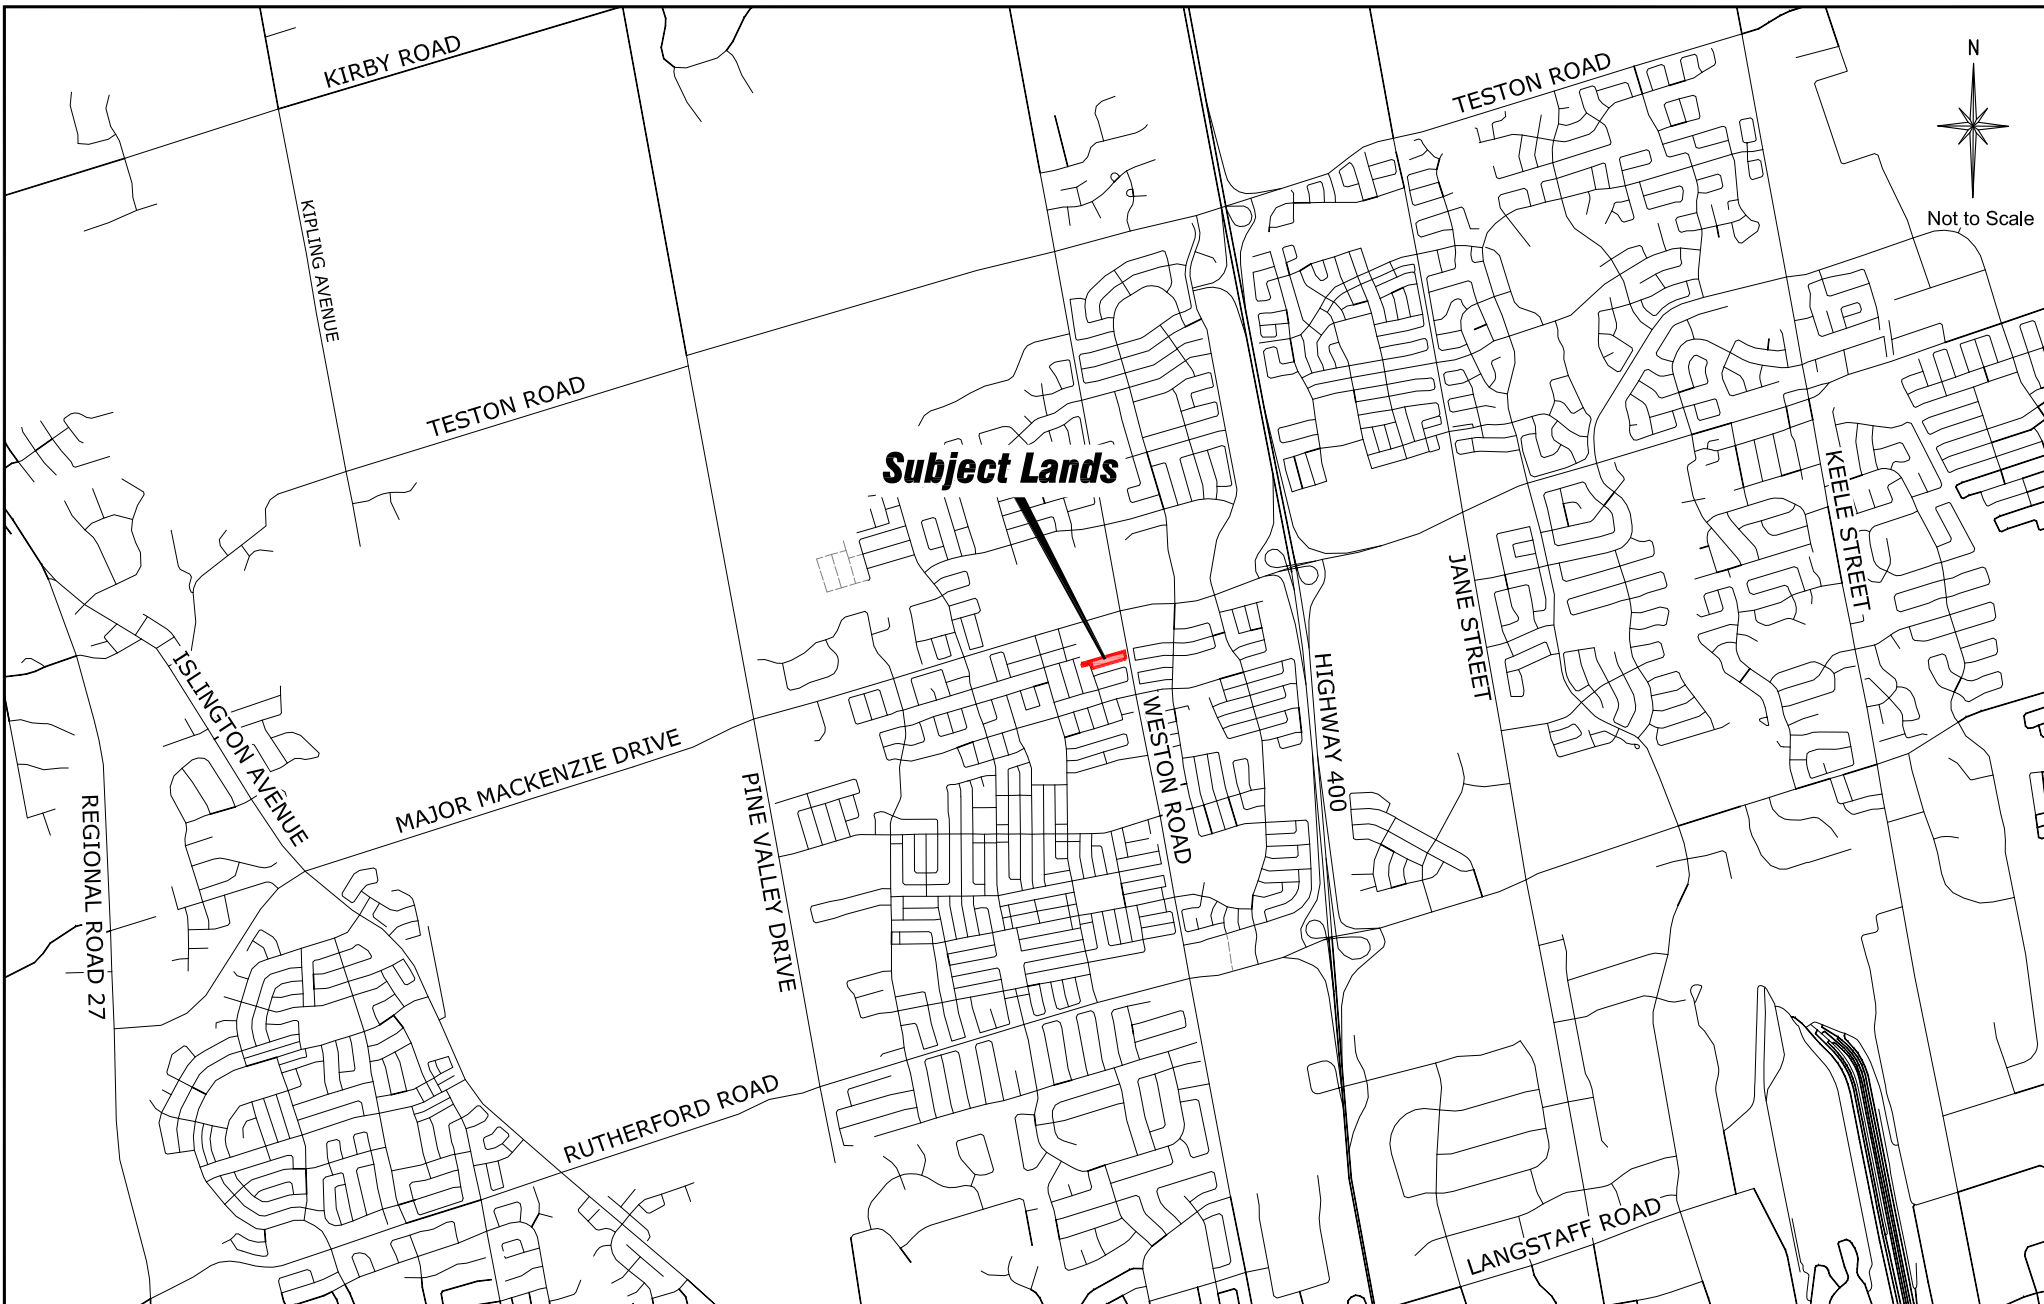 KIRBY ROAD
TESTON ROAD
N
Not to Scale
KIPLING AVENUE
TESTON ROAD
Subject Lands
KEELE STREET
JANE STREET
ISLINGTON AVENUE
HIGHWAY 400
WESTON ROAD
MAJOR MACKENZIE DRIVE
PINE VALLEY DRIVE
REGIONAL ROAD 27
RUTHERFORD ROAD
LANGSTAFF ROAD